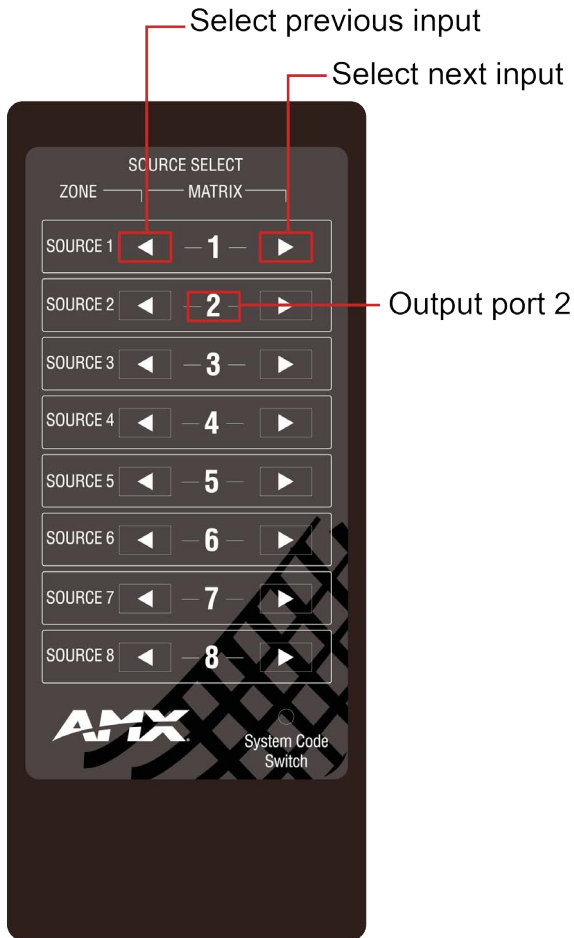 Select previous input
Select next input
SOURCE SELECT
ZONE MATRIX
SOURCE 1 ◀ – 1 – ▶
SOURCE 2 ◀ – 2 – ▶
Output port 2
SOURCE 3 ◀ – 3 – ▶
SOURCE 4 ◀ – 4 – ▶
SOURCE 5 ◀ – 5 – ▶
SOURCE 6 ◀ – 6 – ▶
SOURCE 7 ◀ – 7 – ▶
SOURCE 8 ◀ – 8 – ▶
AMX
System Code
Switch